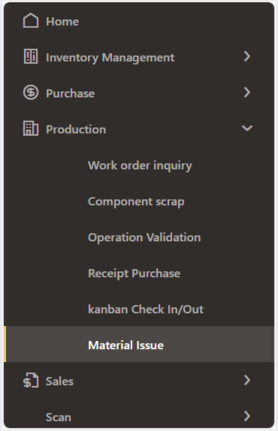 Home
Inventory Management
Purchase
Production
Work order inquiry
Component scrap
Operation Validation
Receipt Purchase
kanban Check In/Out
Material Issue
Sales
Scan